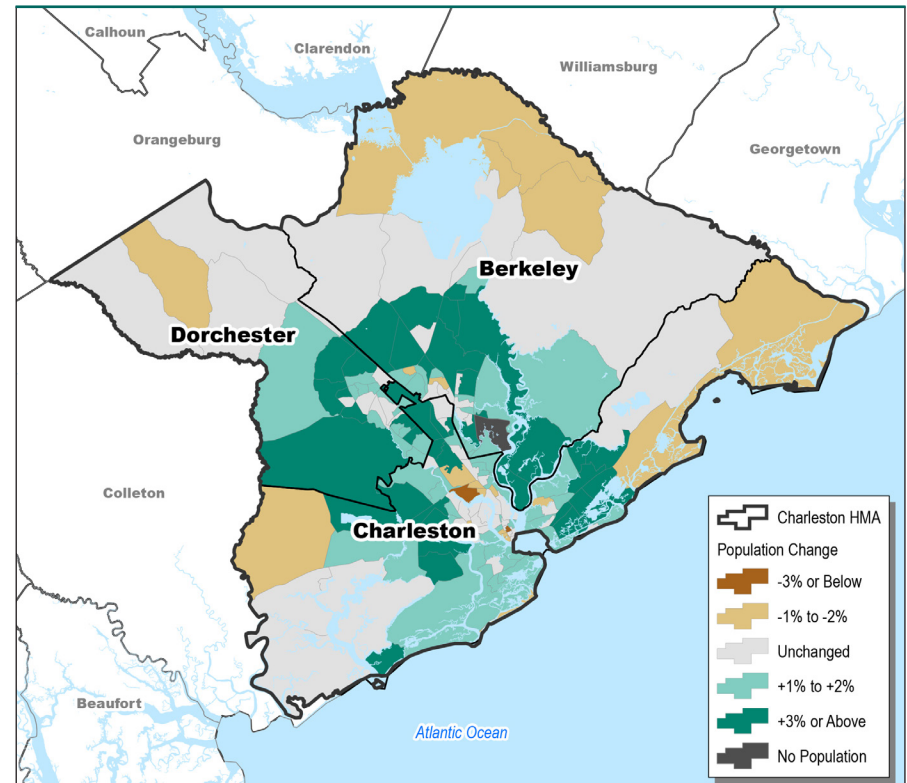 Calhoun
Clarendon
Williamsburg
Orangeburg
Georgetown
Berkeley
Dorchester
Colleton
Charleston
Beaufort
Atlantic Ocean
Charleston HMA
Population Change
-3% or Below
-1% to -2%
Unchanged
+1% to +2%
+3% or Above
No Population